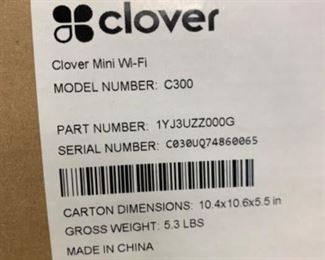 clover
Clover Mini Wi-Fi
MODEL NUMBER: C300
PART NUMBER: 1YJ3UZZ000G
SERIAL NUMBER: C030UQ74860065
CARTON DIMENSIONS: 10.4x10.6x5.5 in
GROSS WEIGHT: 5.3 LBS
MADE IN CHINA